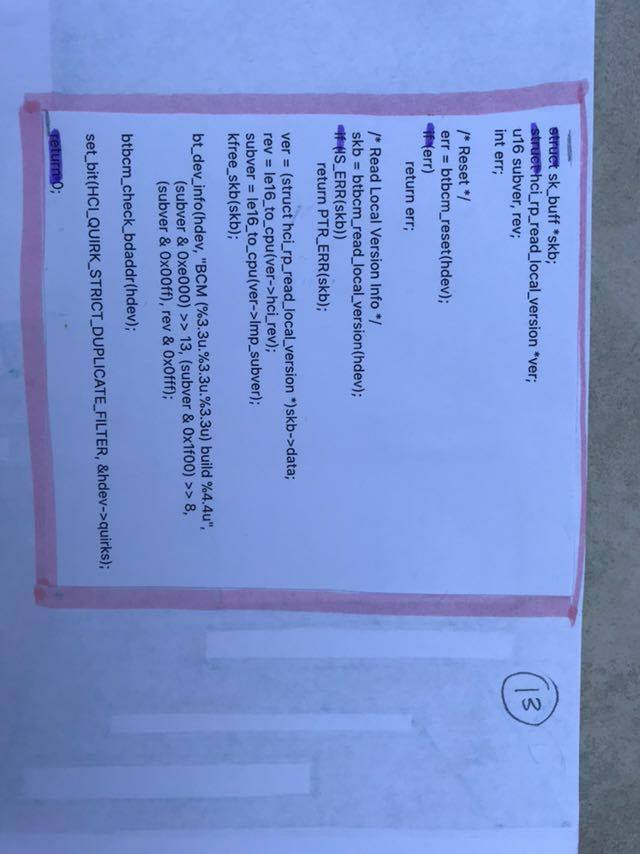 struct sk_buff *skb;
struct hci_rp_read_local_version *ver;
u16 subver, rev;
int err;
/* Reset */
err = btbcm_reset(hdev);
if (err)
return err;
/* Read Local Version Info */
skb = btbcm_read_local_version(hdev);
if (IS_ERR(skb))
return PTR_ERR(skb);
ver = (struct hci_rp_read_local_version *)skb->data;
rev = le16_to_cpu(ver->hci_rev);
subver = le16_to_cpu(ver->lmp_subver);
kfree_skb(skb);
bt_dev_info(hdev, "BCM (%3.3u.%3.3u.%3.3u) build %4.4u",
(subver & 0xe000) >> 13, (subver & 0x1f00) >> 8,
(subver & 0x00ff), rev & 0x0fff);
btbcm_check_bdaddr(hdev);
set_bit(HCI_QUIRK_STRICT_DUPLICATE_FILTER, &hdev->quirks);
return 0;
13